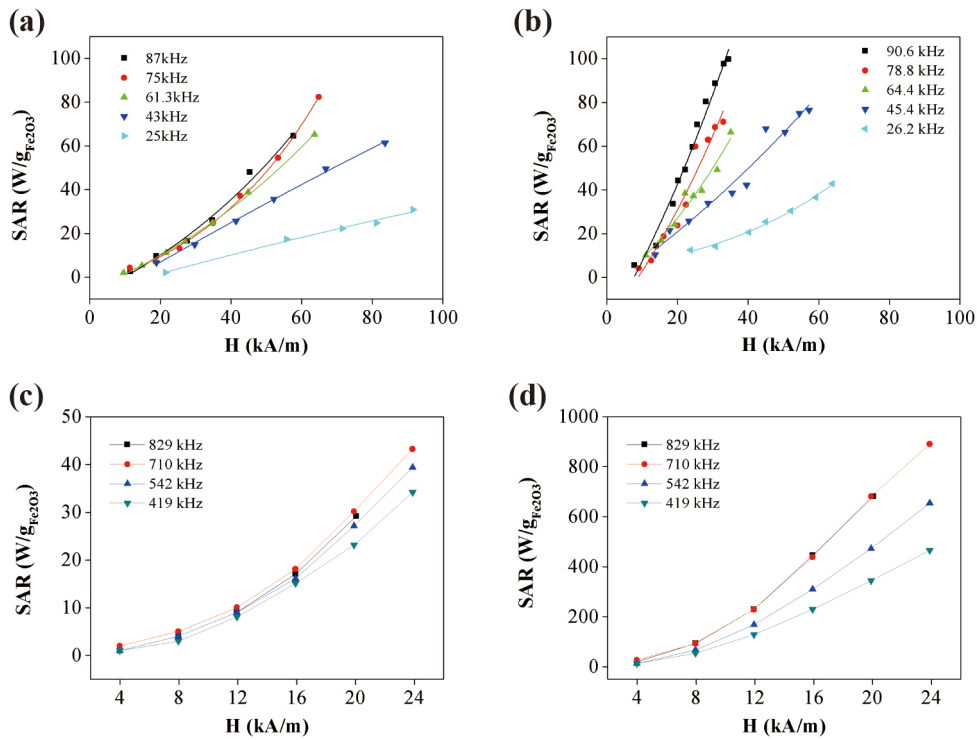 (a)
SAR (W/gFe2O3)
100
80
60
40
20
0
87kHz
75kHz
61.3kHz
43kHz
25kHz
0 20 40 60 80 100
H (kA/m)
(b)
SAR (W/gFe2O3)
100
80
60
40
20
0
90.6 kHz
78.8 kHz
64.4 kHz
45.4 kHz
26.2 kHz
0 20 40 60 80 100
H (kA/m)
(c)
SAR (W/gFe2O3)
50
40
30
20
10
0
829 kHz
710 kHz
542 kHz
419 kHz
4 8 12 16 20 24
H (kA/m)
(d)
SAR (W/gFe2O3)
1000
800
600
400
200
0
829 kHz
710 kHz
542 kHz
419 kHz
4 8 12 16 20 24
H (kA/m)